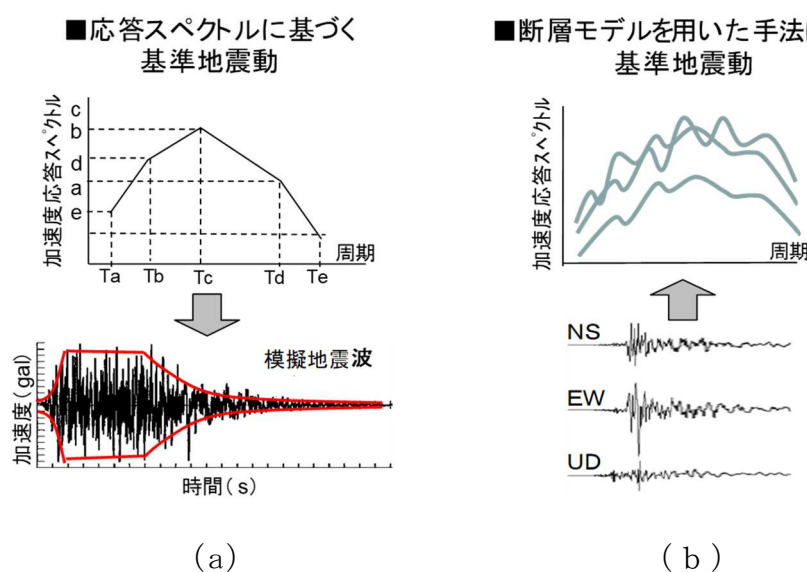 ■応答スペクトルに基づく
基準地震動
加速度応答スペクトル
c
b
d
a
e
周期
Ta Tb Tc Td Te
模擬地震波
加速度(gal)
時間(s)
(a)
■断層モデルを用いた手法
基準地震動
加速度応答スペクトル
周期
NS
EW
UD
(b)